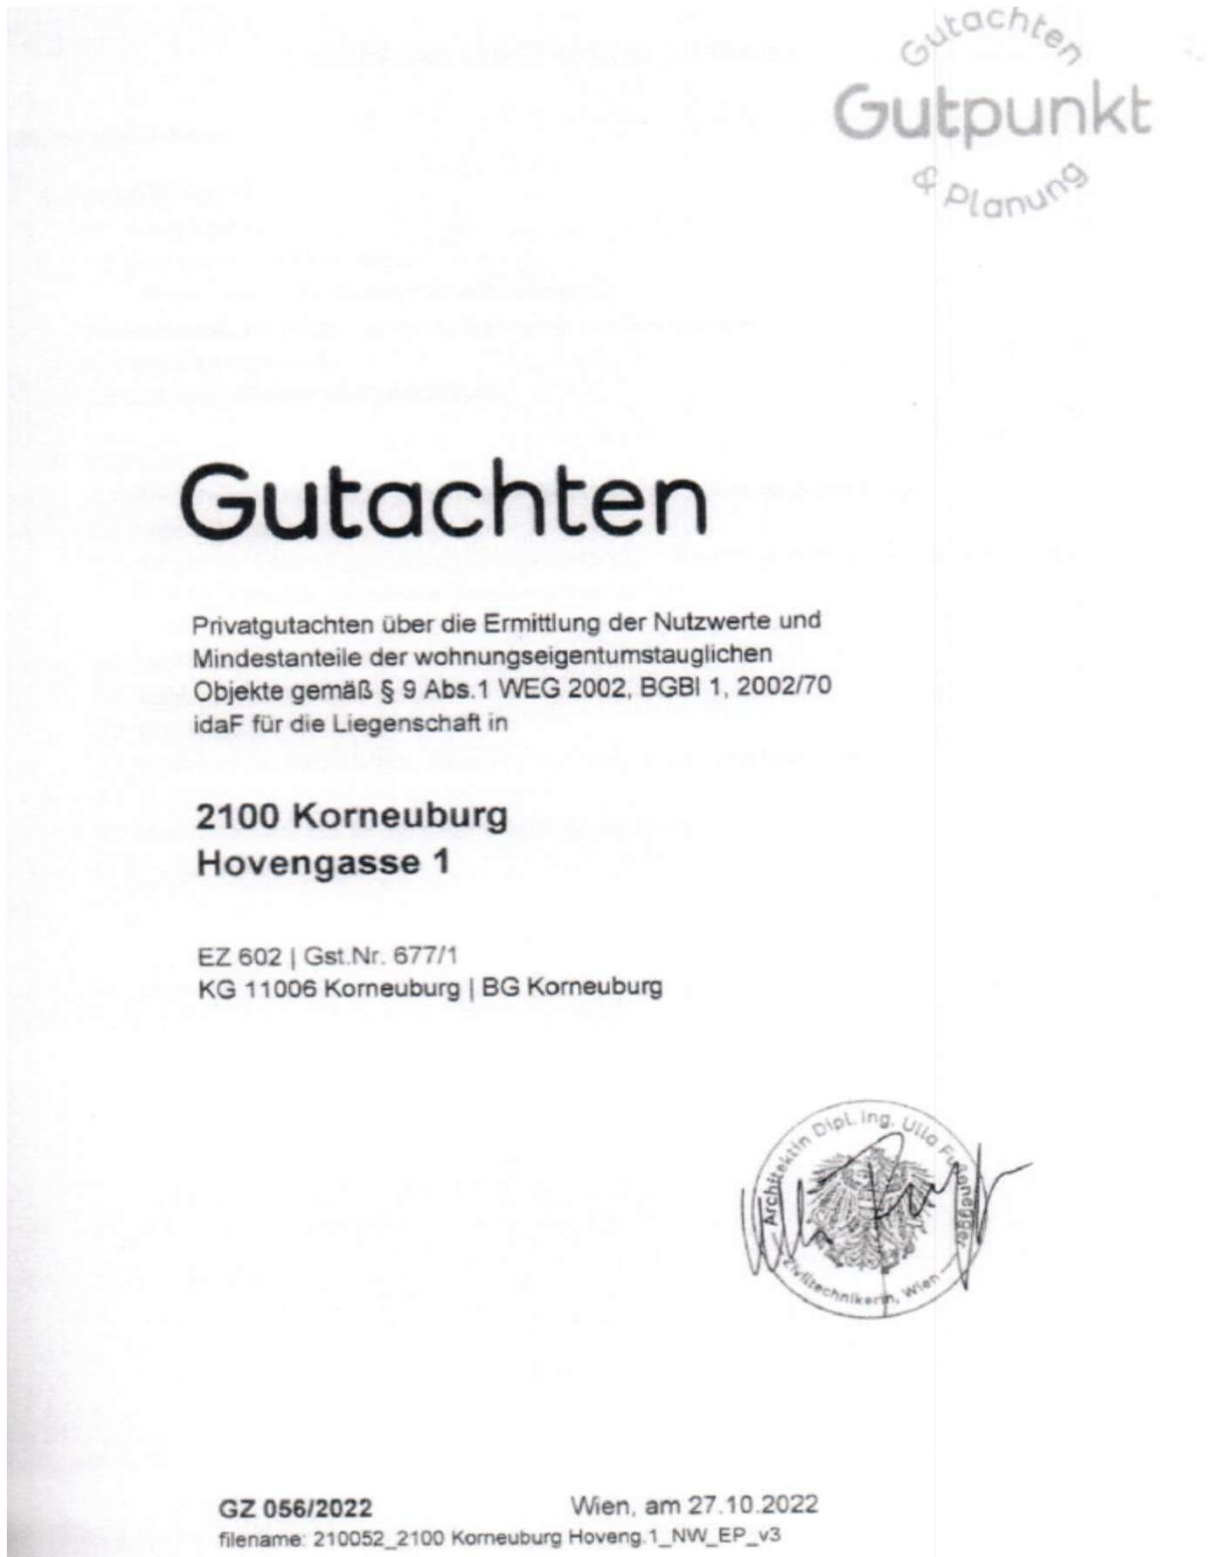 Gutachten
Gutpunkt
& Planung
Gutachten
Privatgutachten über die Ermittlung der Nutzwerte und
Mindestanteile der wohnungseigentumstauglichen
Objekte gemäß § 9 Abs.1 WEG 2002, BGBl 1, 2002/70
idaF für die Liegenschaft in
2100 Korneuburg
Hovengasse 1
EZ 602 | Gst.Nr. 677/1
KG 11006 Korneuburg | BG Korneuburg
Architektin Dipl. Ing. Ulla
Ziviltechnikerin, Wien
GZ 056/2022 Wien, am 27.10.2022
filename: 210052_2100 Korneuburg Hoveng.1_NW_EP_v3